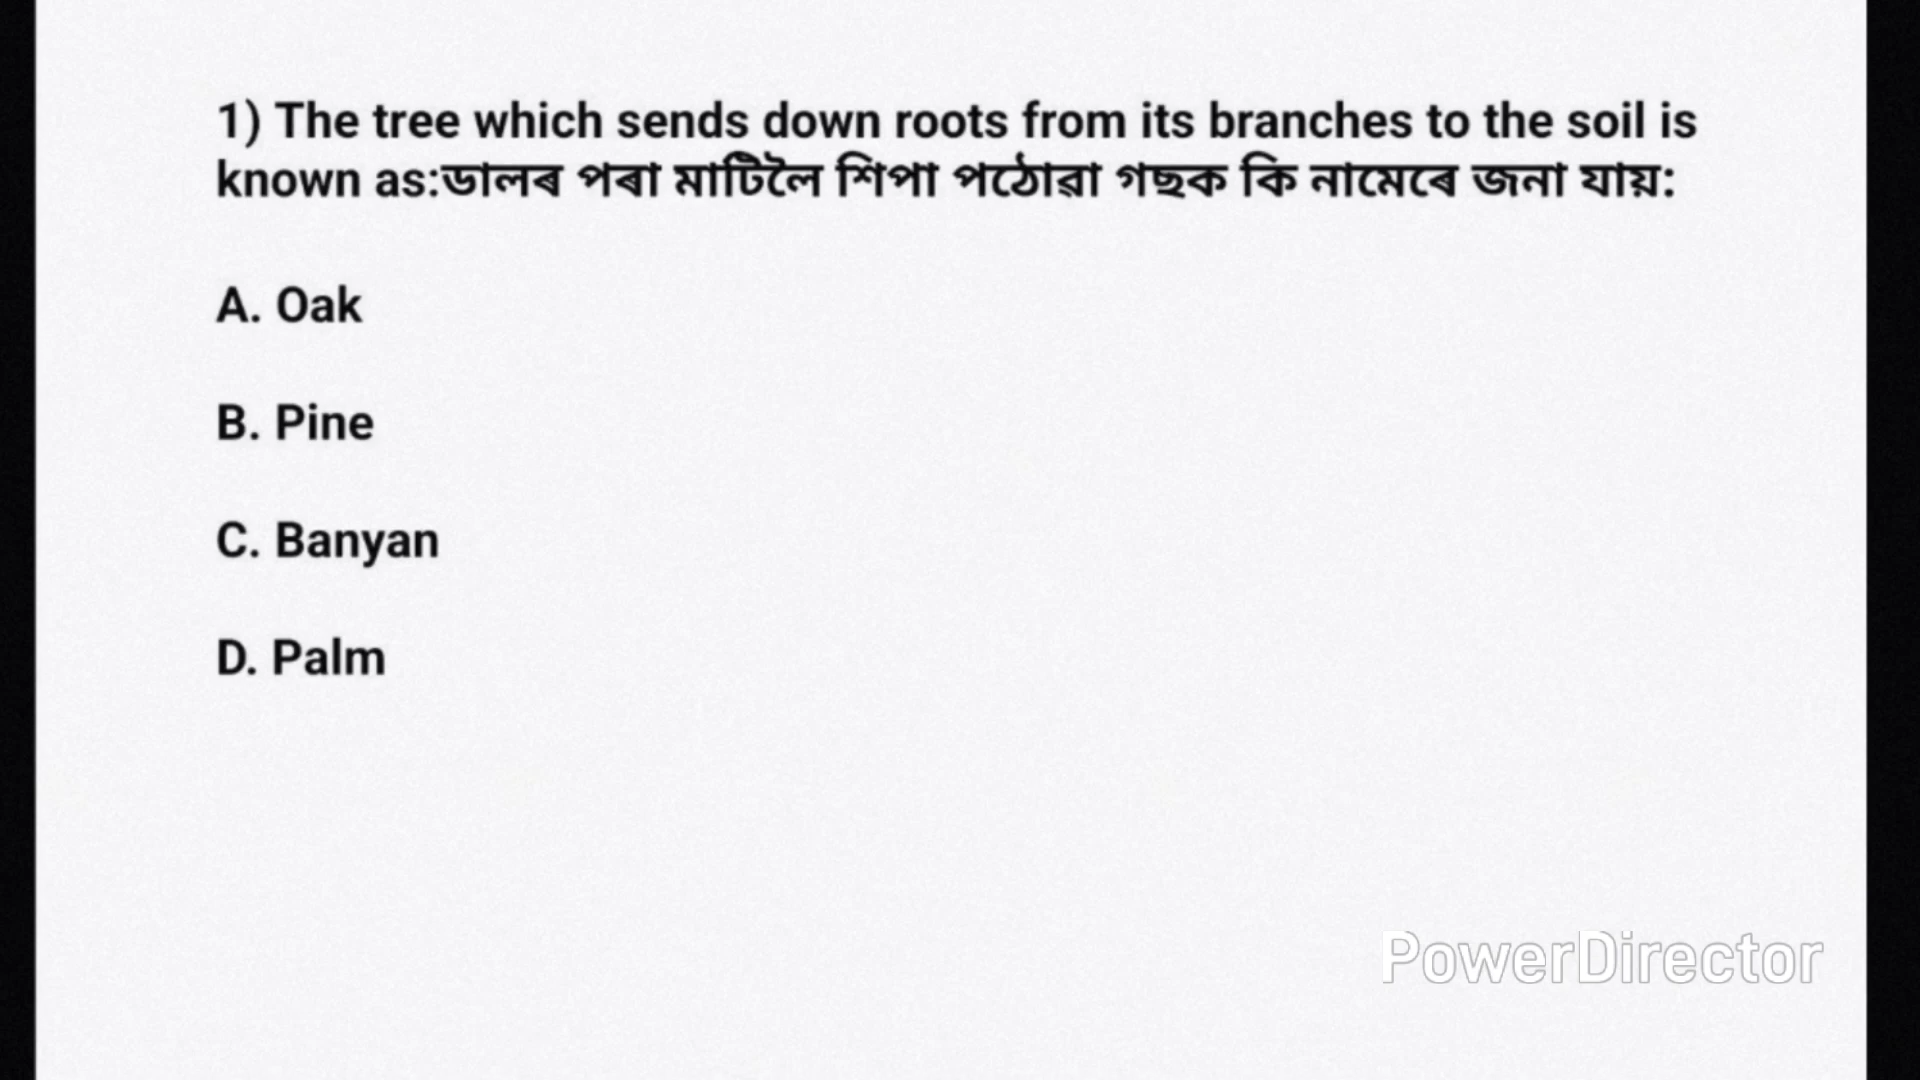 1) The tree which sends down roots from its branches to the soil is
known as:ডালৰ পৰা মাটিলৈ শিপা পঠোৱা গছক কি নামেৰে জনা যায়:
A. Oak
B. Pine
C. Banyan
D. Palm
PowerDirector